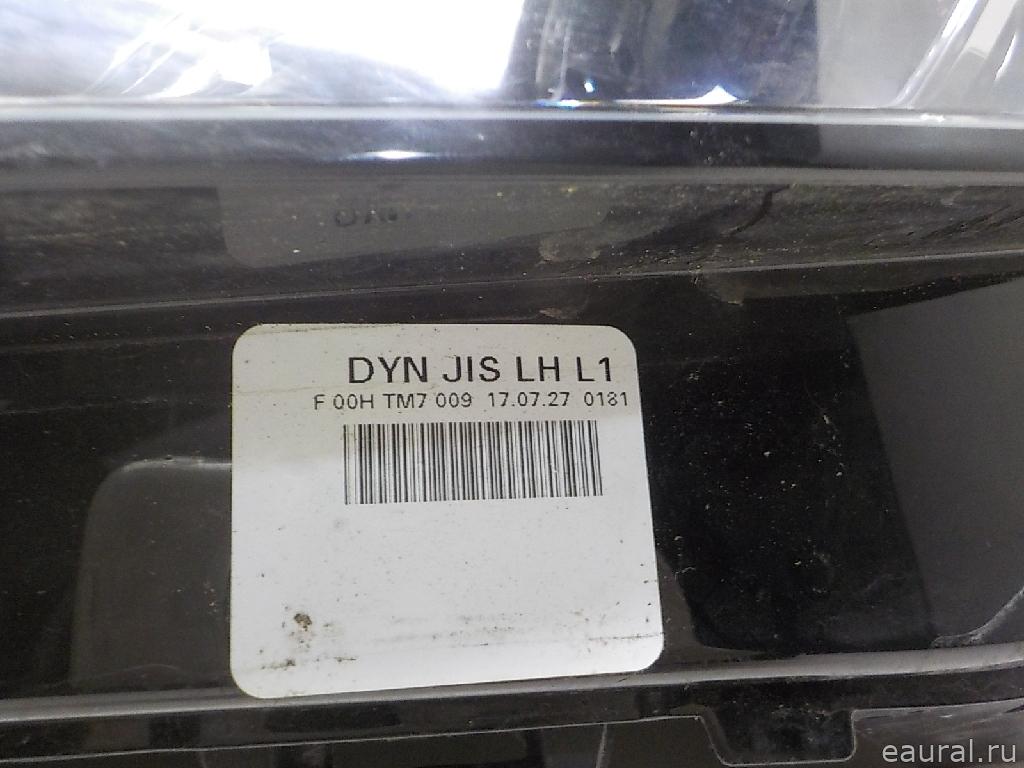 DYN JIS LH L1
F 00H TM7 009 17.07.27 0181
eaural.ru